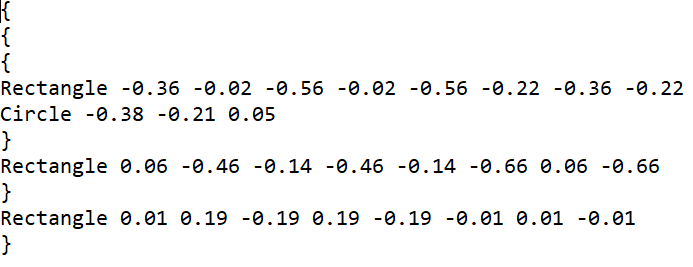 {
{
{
Rectangle -0.36 -0.02 -0.56 -0.02 -0.56 -0.22 -0.36 -0.22
Circle -0.38 -0.21 0.05
}
Rectangle 0.06 -0.46 -0.14 -0.46 -0.14 -0.66 0.06 -0.66
}
Rectangle 0.01 0.19 -0.19 0.19 -0.19 -0.01 0.01 -0.01
}